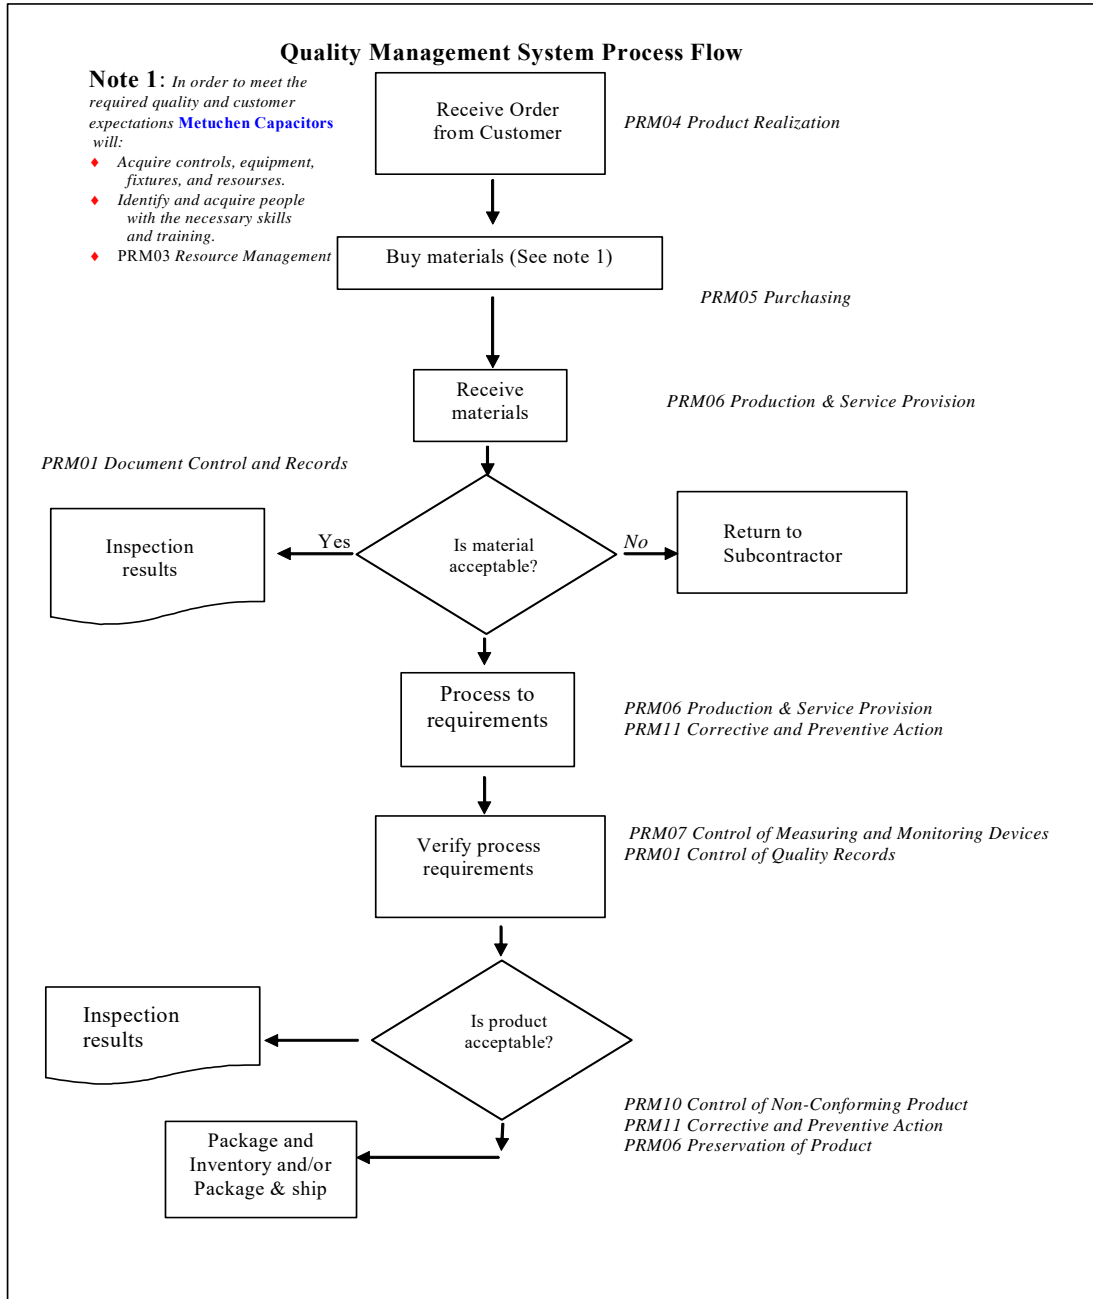 Quality Management System Process Flow
Note 1: In order to meet the
required quality and customer
expectations Metuchen Capacitors
will:
♦ Acquire controls, equipment,
fixtures, and resourses.
♦ Identify and acquire people
with the necessary skills
and training.
♦ PRM03 Resource Management
Receive Order
from Customer
PRM04 Product Realization
Buy materials (See note 1)
PRM05 Purchasing
Receive
materials
PRM06 Production & Service Provision
PRM01 Document Control and Records
Inspection
results
Yes
Is material
acceptable?
No
Return to
Subcontractor
Process to
requirements
PRM06 Production & Service Provision
PRM11 Corrective and Preventive Action
Verify process
requirements
PRM07 Control of Measuring and Monitoring Devices
PRM01 Control of Quality Records
Inspection
results
Is product
acceptable?
PRM10 Control of Non-Conforming Product
PRM11 Corrective and Preventive Action
PRM06 Preservation of Product
Package and
Inventory and/or
Package & ship